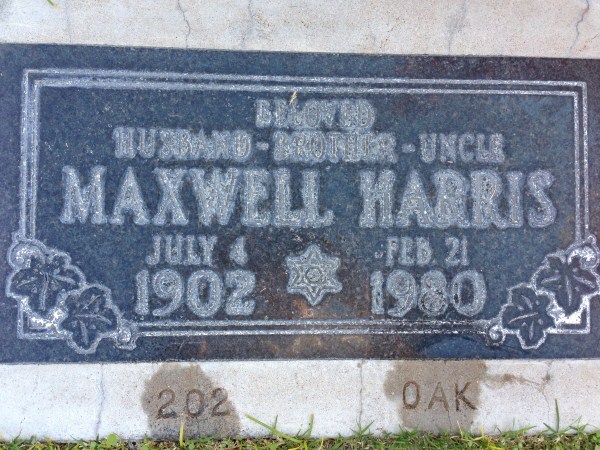 BELOVED
HUSBAND - BROTHER - UNCLE
MAXWELL HARRIS
JULY 4 FEB. 21
1902 1980
202 OAK